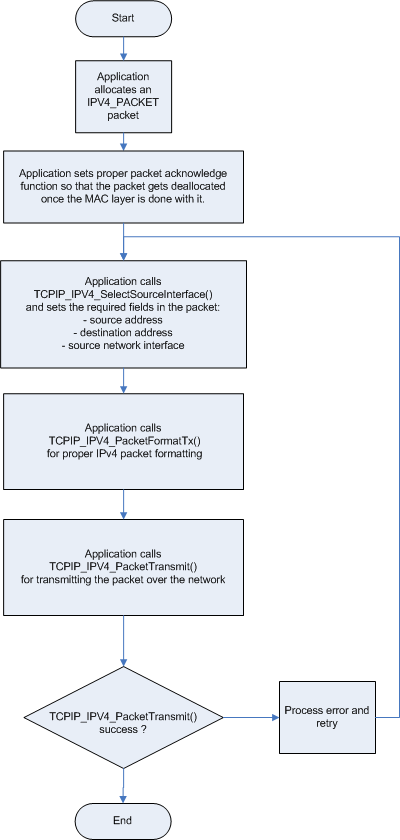 Start
Application
allocates an
IPV4_PACKET
packet
Application sets proper packet acknowledge
function so that the packet gets deallocated
once the MAC layer is done with it.
Application calls
TCPIP_IPV4_SelectSourceInterface()
and sets the required fields in the packet:
- source address
- destination address
- source network interface
Application calls
TCPIP_IPV4_PacketFormatTx()
for proper IPv4 packet formatting
Application calls
TCPIP_IPV4_PacketTransmit()
for transmitting the packet over the network
TCPIP_IPV4_PacketTransmit()
success ?
Process error and
retry
End